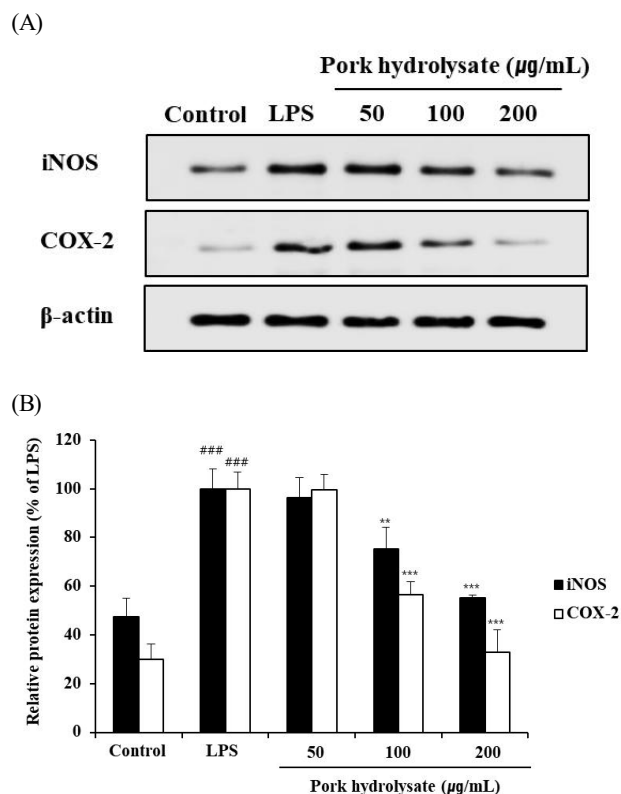 (A)
Pork hydrolysate (μg/mL)
Control LPS 50 100 200
iNOS
COX-2
β-actin
(B)
Relative protein expression (% of LPS)
120
100
80
60
40
20
0
### ###
** ***
*** ***
iNOS
COX-2
Control LPS 50 100 200
Pork hydrolysate (μg/mL)